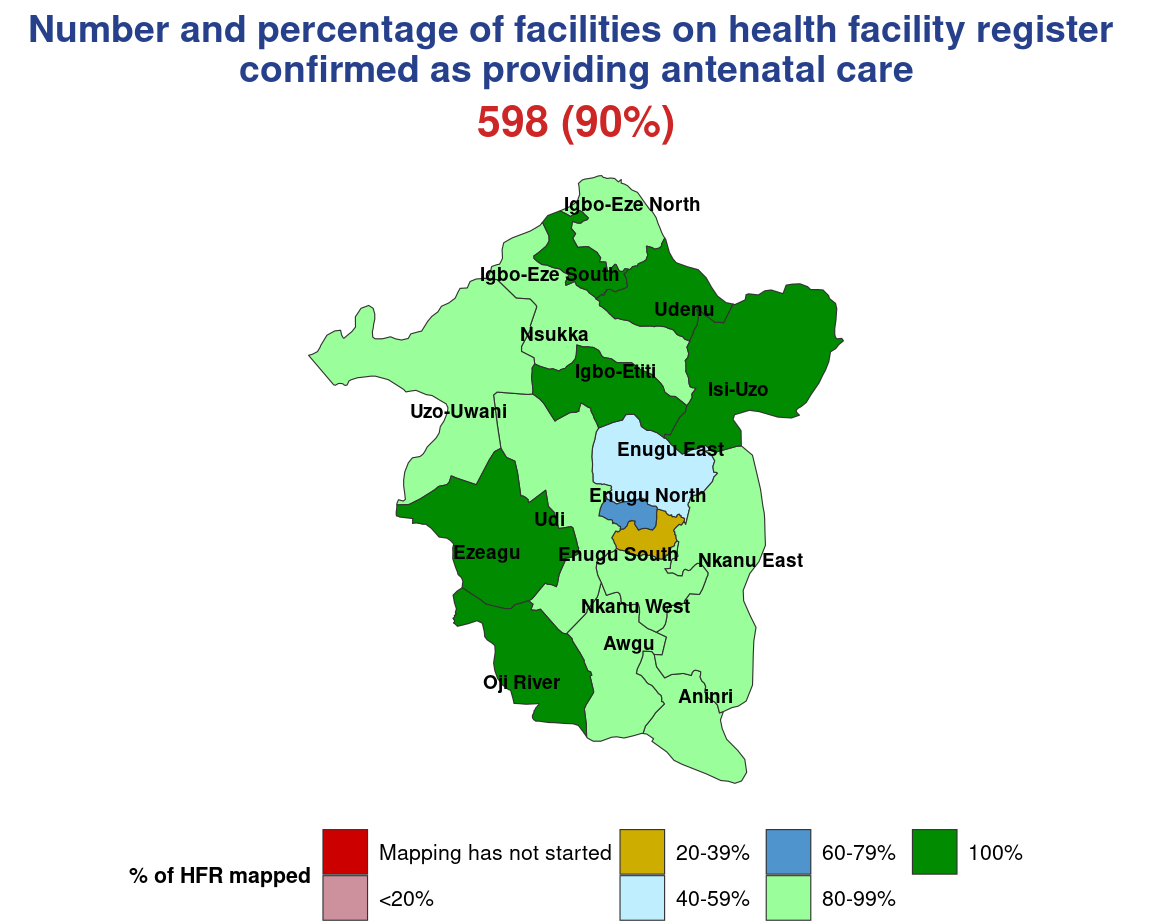 Number and percentage of facilities on health facility register
confirmed as providing antenatal care
598 (90%)
Igbo-Eze North
Igbo-Eze South
Udenu
Nsukka
Igbo-Etiti
Isi-Uzo
Uzo-Uwani
Enugu East
Enugu North
Udi
Ezeagu
Enugu South
Nkanu East
Nkanu West
Awgu
Oji River
Aninri
% of HFR mapped
Mapping has not started
<20%
20-39%
40-59%
60-79%
80-99%
100%